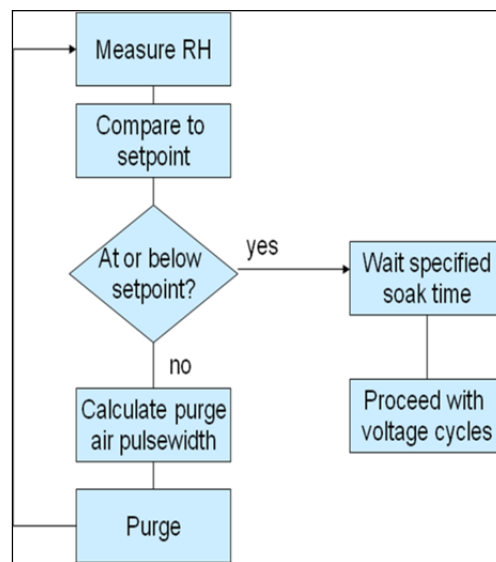 Measure RH
Compare to
setpoint
At or below
setpoint?
yes
Wait specified
soak time
no
Calculate purge
air pulsewidth
Proceed with
voltage cycles
Purge